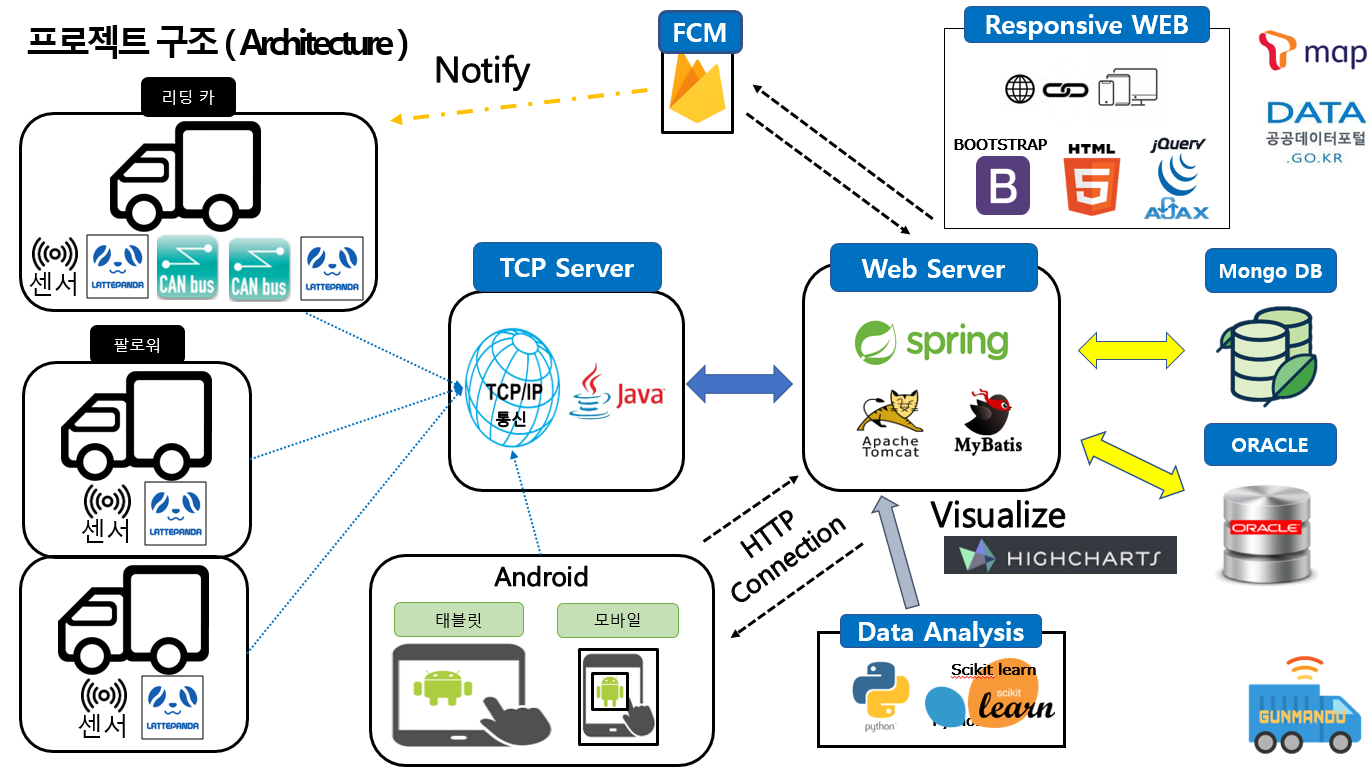 프로젝트 구조 ( Architecture )
Notify
FCM
Responsive WEB
BOOTSTRAP
B
HTML
5
jQuery
AJAX
T map
DATA
공공데이터포털
.GO.KR
리딩 카
센서
LATTEPANDA
CAN bus
CAN bus
LATTEPANDA
팔로워
센서
LATTEPANDA
센서
LATTEPANDA
TCP Server
TCP/IP
통신
Java
Web Server
spring
Apache
Tomcat
MyBatis
Mongo DB
ORACLE
ORACLE
HTTP
Connection
Visualize
HIGHCHARTS
Android
태블릿
모바일
Data Analysis
python
Scikit learn
scikit
learn
GUNMANDU